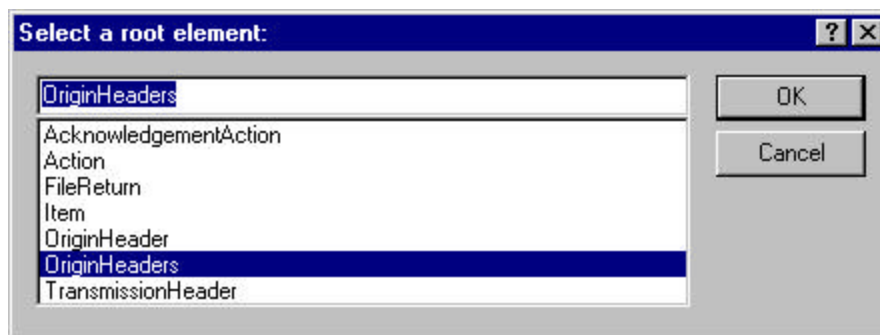 Select a root element:
OriginHeaders
OK
AcknowledgementAction
Action
Cancel
FileReturn
Item
OriginHeader
OriginHeaders
TransmissionHeader